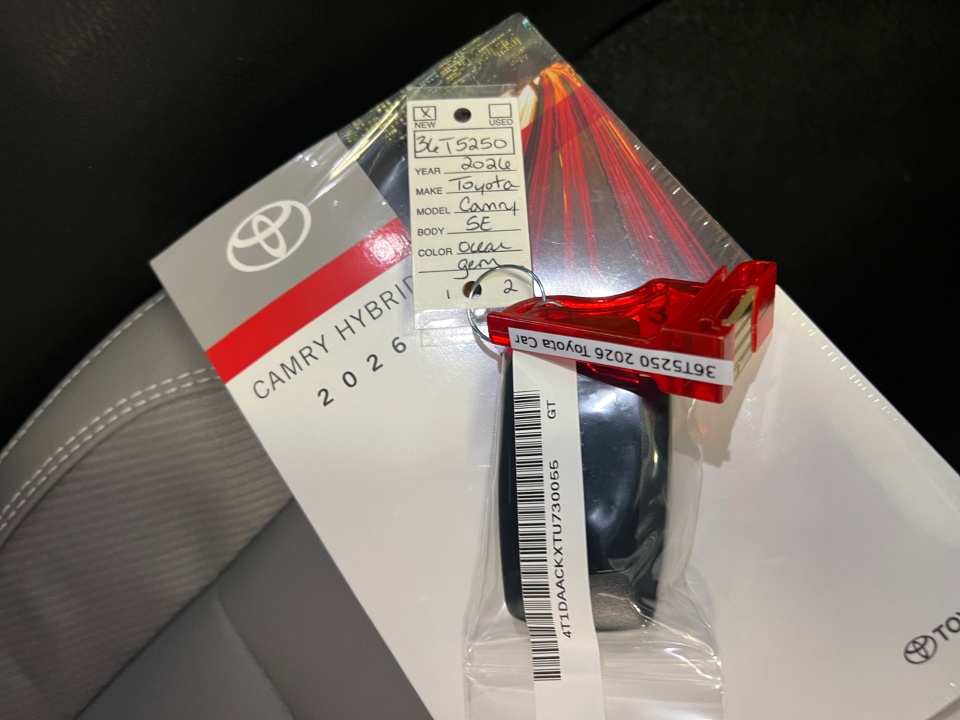 X
NEW USED
36T5250
YEAR 2026
MAKE Toyota
MODEL Camry
BODY SE
COLOR Ocean
gem
1 2
CAMRY HYBRID
2026
36T5250 2026 Toyota Car
GT
4T1DAACKXTU730055